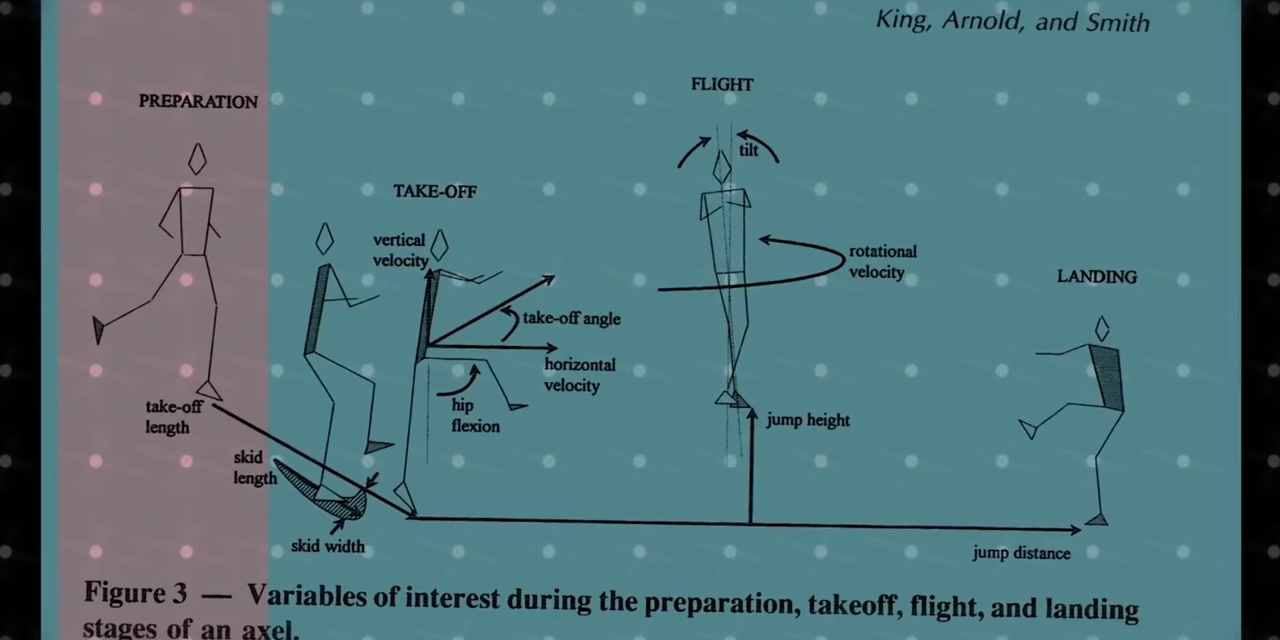 King, Arnold, and Smith
PREPARATION
TAKE-OFF
FLIGHT
LANDING
vertical
velocity
take-off angle
horizontal
velocity
hip
flexion
take-off
length
skid
length
skid width
tilt
rotational
velocity
jump height
jump distance
Figure 3 — Variables of interest during the preparation, takeoff, flight, and landing
stages of an axel.